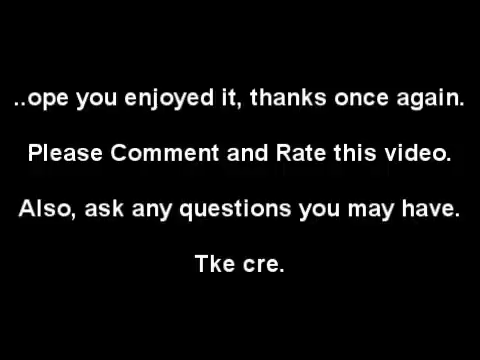 ..ope you enjoyed it, thanks once again.
Please Comment and Rate this video.
Also, ask any questions you may have.
Tke cre.